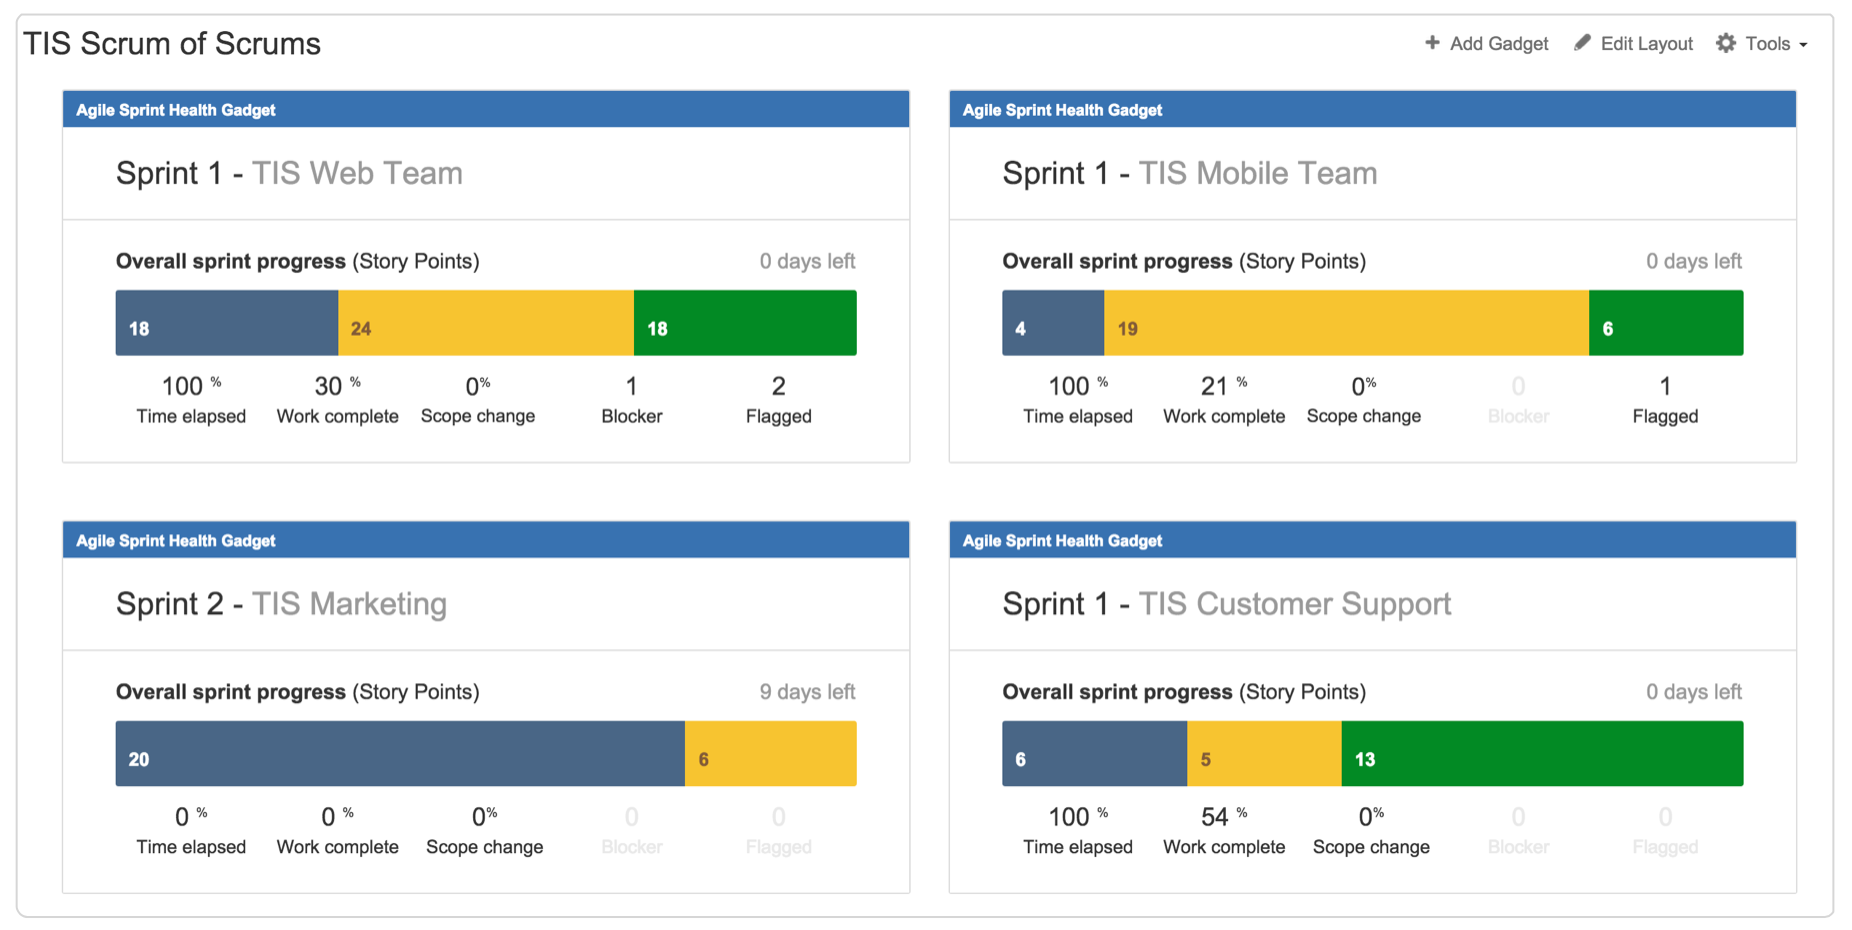 TIS Scrum of Scrums
Add Gadget Edit Layout Tools
Agile Sprint Health Gadget
Sprint 1 - TIS Web Team
Overall sprint progress (Story Points) 0 days left
18 24 18
100 % 30 % 0% 1 2
Time elapsed Work complete Scope change Blocker Flagged
Agile Sprint Health Gadget
Sprint 1 - TIS Mobile Team
Overall sprint progress (Story Points) 0 days left
4 19 6
100 % 21 % 0% 0 1
Time elapsed Work complete Scope change Blocker Flagged
Agile Sprint Health Gadget
Sprint 2 - TIS Marketing
Overall sprint progress (Story Points) 9 days left
20 6
0 % 0 % 0% 0 0
Time elapsed Work complete Scope change Blocker Flagged
Agile Sprint Health Gadget
Sprint 1 - TIS Customer Support
Overall sprint progress (Story Points) 0 days left
6 5 13
100 % 54 % 0% 0 0
Time elapsed Work complete Scope change Blocker Flagged